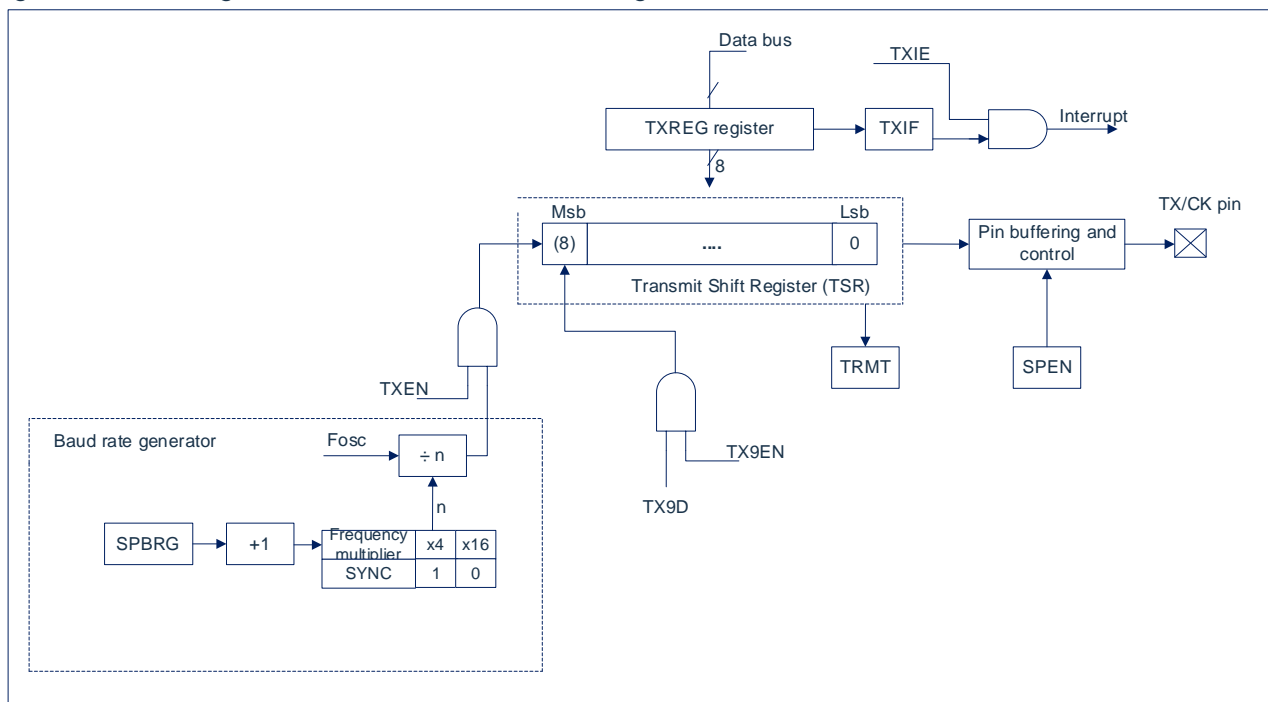 Data bus
TXIE
TXREG register
TXIF
Interrupt
8
Msb
Lsb
TX/CK pin
(8)
....
0
Pin buffering and
control
Transmit Shift Register (TSR)
TRMT
SPEN
TXEN
Baud rate generator
Fosc
÷ n
TX9EN
n
TX9D
SPBRG
+1
Frequency
multiplier
x4
x16
SYNC
1
0